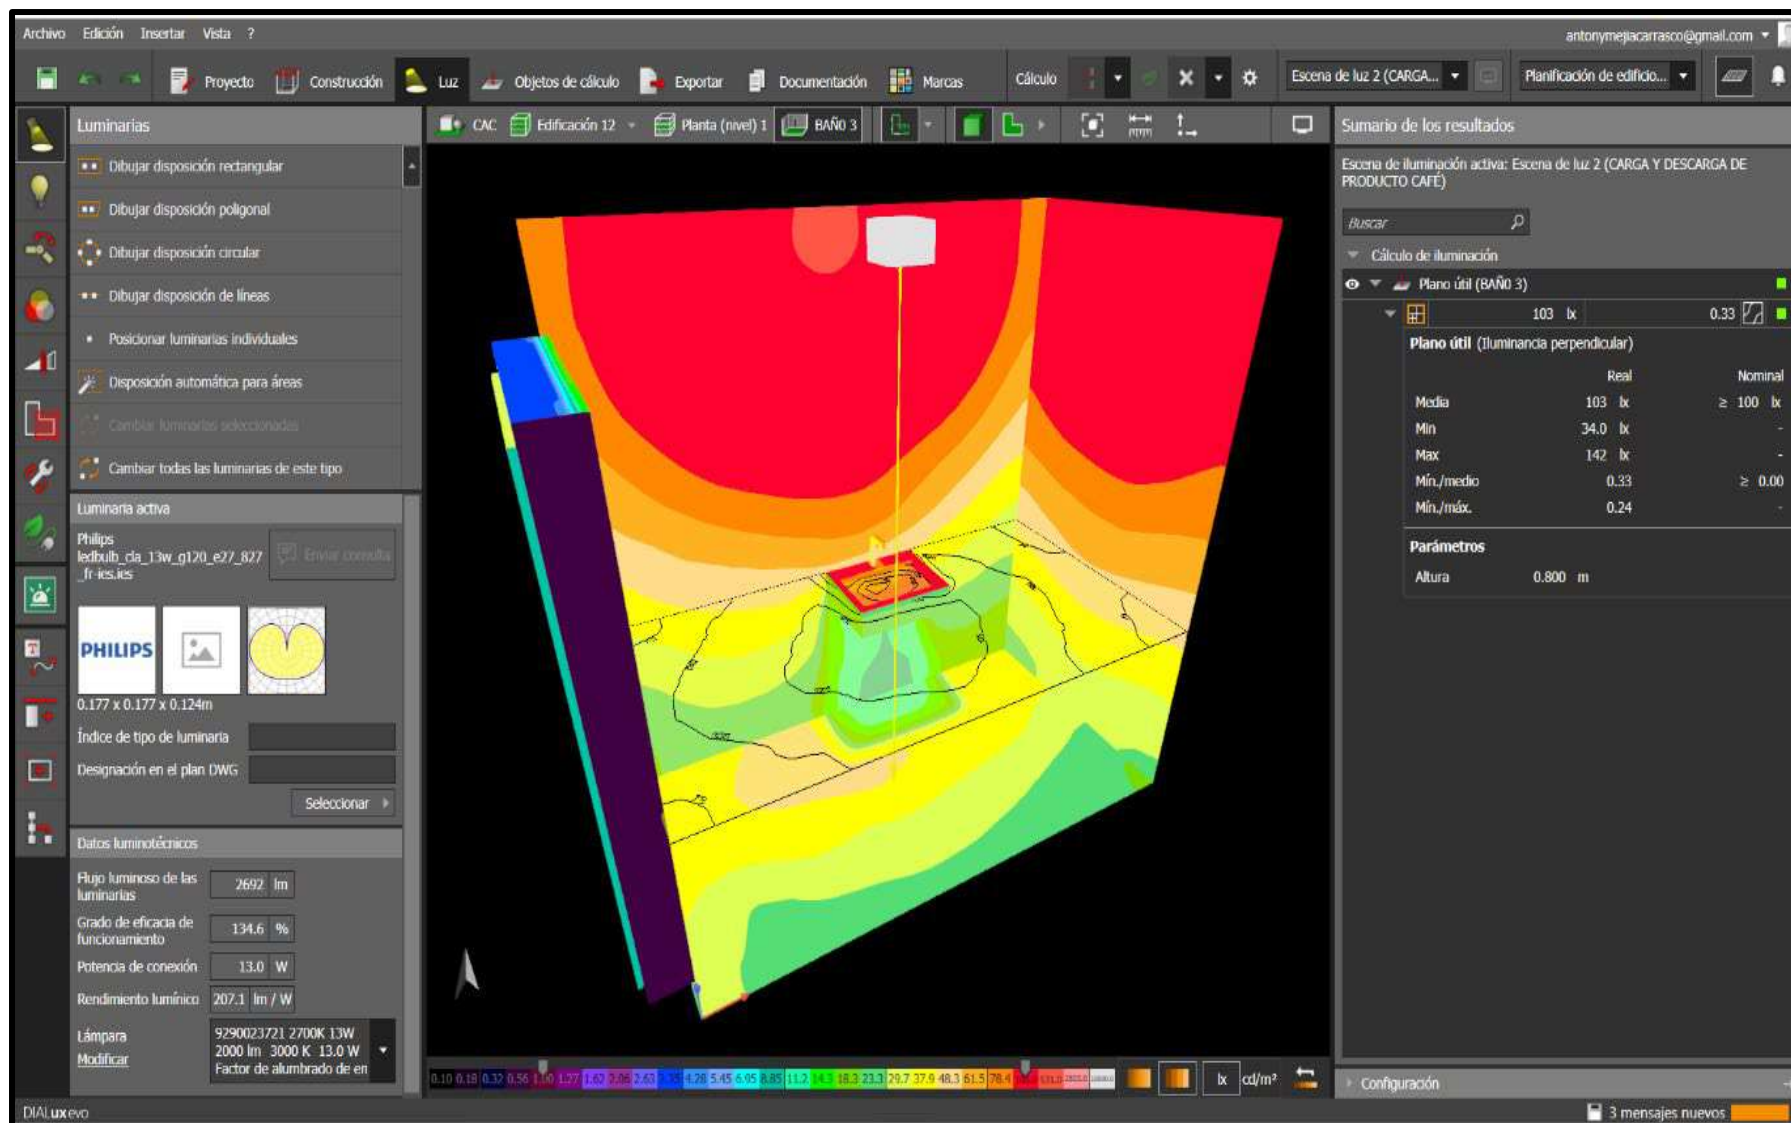 Archivo Edición Insertar Vista ?
antonymejiacarrasco@gmail.com
Proyecto Construcción Luz Objetos de cálculo Exportar Documentación Marcas Cálculo Escena de luz 2 (CARGA... Planificación de edificio...
Luminarias
CAC Edificación 12 Planta (nivel) 1 BAÑO 3
Dibujar disposición rectangular
Dibujar disposición poligonal
Dibujar disposición circular
Dibujar disposición de líneas
Posicionar luminarias individuales
Disposición automática para áreas
Cambiar luminarias seleccionadas
Cambiar todas las luminarias de este tipo
Luminaria activa
Philips
ledbulb_cla_13w_g120_e27_827
_fr-ies.ies
Enviar consulta
PHILIPS
0.177 x 0.177 x 0.124m
Índice de tipo de luminaria
Designación en el plan DWG
Seleccionar
Datos luminotécnicos
Flujo luminoso de las
luminarias
2692 lm
Grado de eficacia de
funcionamiento
134.6 %
Potencia de conexión 13.0 W
Rendimiento lumínico 207.1 lm / W
Lámpara
Modificar
9290023721 2700K 13W
2000 lm 3000 K 13.0 W
Factor de alumbrado de en
0.10 0.18 0.32 0.56 1.00 1.27 1.62 2.06 2.63 3.35 4.28 5.45 6.95 8.85 11.2 14.3 18.3 23.3 29.7 37.9 48.3 61.5 78.4
lx cd/m²
Sumario de los resultados
Escena de iluminación activa: Escena de luz 2 (CARGA Y DESCARGA DE
PRODUCTO CAFÉ)
Buscar
Cálculo de iluminación
Plano útil (BAÑO 3)
103 lx 0.33
Plano útil (Iluminancia perpendicular)
Real Nominal
Media 103 lx ≥ 100 lx
Min 34.0 lx -
Max 142 lx -
Mín./medio 0.33 ≥ 0.00
Mín./máx. 0.24 -
Parámetros
Altura 0.800 m
Configuración
DIALux evo
3 mensajes nuevos